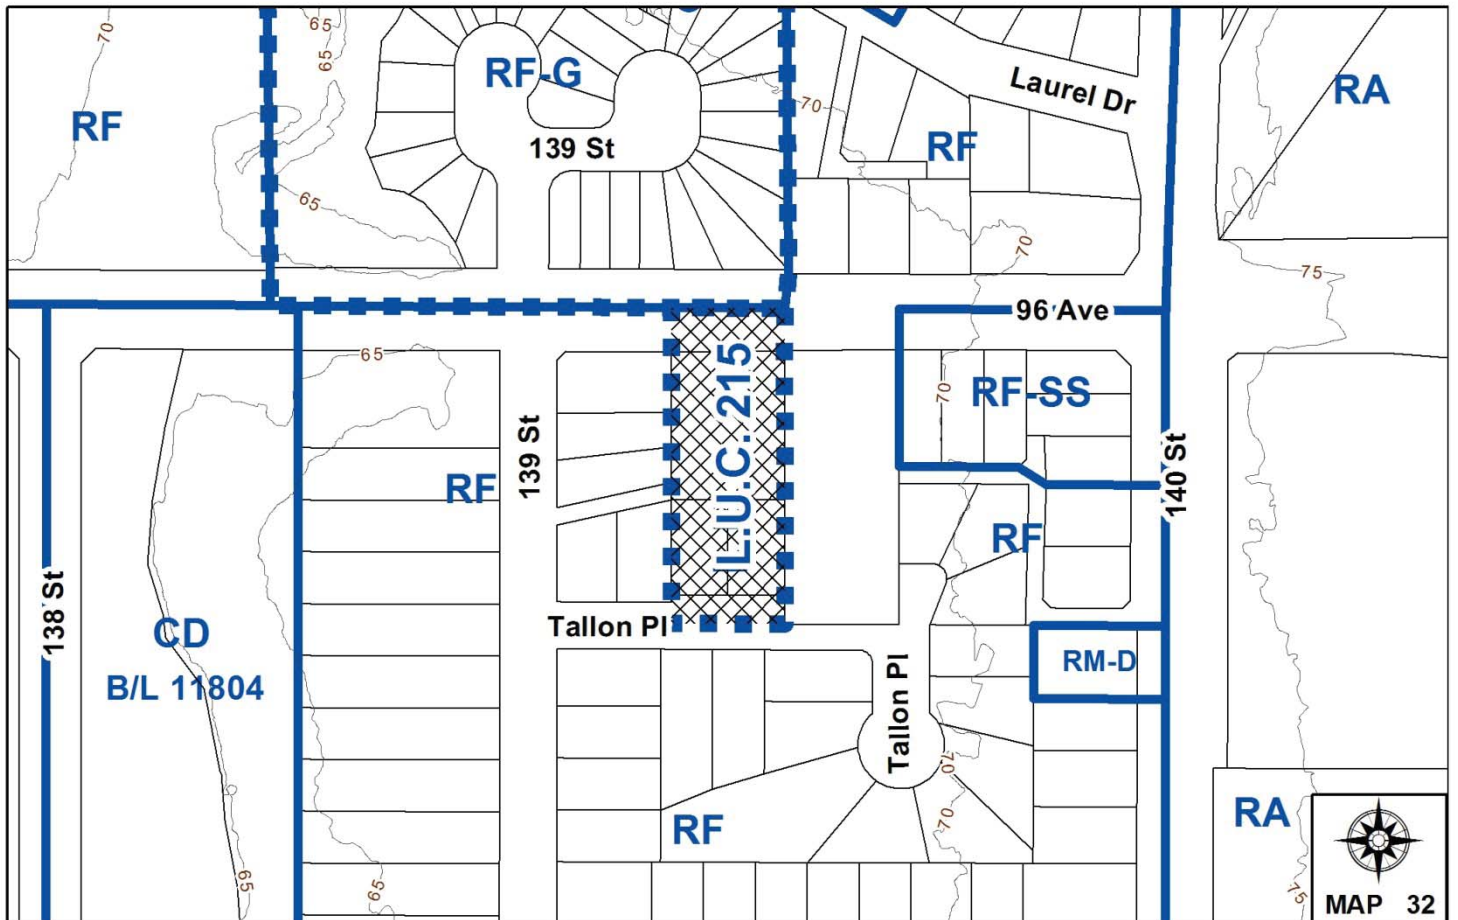 70
65
65
RF-G
Laurel Dr
RA
RF
70
139 St
RF
65
70
75
96 Ave
65
L.U.C. 215
70
RF-SS
139 St
RF
140 St
RF
138 St
CD
Tallon Pl
B/L 11804
RM-D
Tallon Pl
70
RF
70
RA
65
65
75
MAP 32